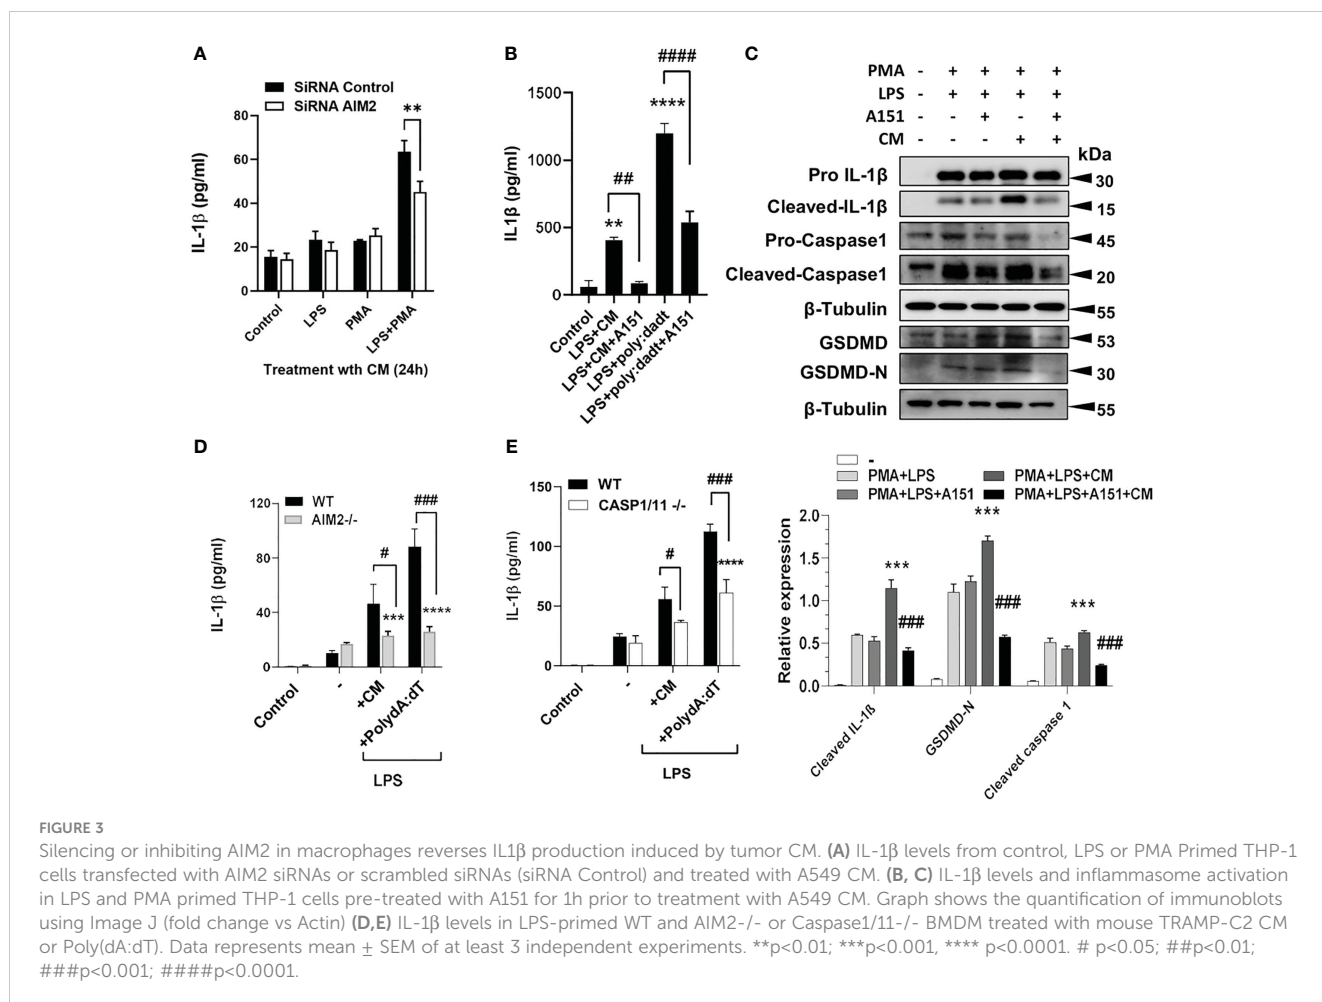 A
SiRNA Control
SiRNA AIM2
**
80
60
40
20
0
IL-1β (pg/ml)
Control
LPS
PMA
LPS+PMA
Treatment wth CM (24h)
B
####
****
##
**
1500
1000
500
0
IL1β (pg/ml)
Control
LPS+CM
LPS+CM+A151
LPS+poly:dadt
LPS+poly:dadt+A151
C
PMA - + + + +
LPS - + + + +
A151 - - + - +
CM - - - + +
kDa
Pro IL-1β 30
Cleaved-IL-1β 15
Pro-Caspase1 45
Cleaved-Caspase1 20
β-Tubulin 55
GSDMD 53
GSDMD-N 30
β-Tubulin 55
-
PMA+LPS
PMA+LPS+A151
PMA+LPS+CM
PMA+LPS+A151+CM
*** ### *** ### *** ###
2.0
1.5
1.0
0.5
0.0
Relative expression
Cleaved IL-1ß
GSDMD-N
Cleaved caspase 1
D
WT
AIM2-/-
###
#
***
****
120
80
40
0
IL-1β (pg/ml)
Control
-
+CM
+PolydA:dT
LPS
E
WT
CASP1/11 -/-
###
#
****
150
100
50
0
IL-1β (pg/ml)
Control
-
+CM
+PolydA:dT
LPS
FIGURE 3
Silencing or inhibiting AIM2 in macrophages reverses IL1β production induced by tumor CM. (A) IL-1β levels from control, LPS or PMA Primed THP-1
cells transfected with AIM2 siRNAs or scrambled siRNAs (siRNA Control) and treated with A549 CM. (B, C) IL-1β levels and inflammasome activation
in LPS and PMA primed THP-1 cells pre-treated with A151 for 1h prior to treatment with A549 CM. Graph shows the quantification of immunoblots
using Image J (fold change vs Actin) (D,E) IL-1β levels in LPS-primed WT and AIM2-/- or Caspase1/11-/- BMDM treated with mouse TRAMP-C2 CM
or Poly(dA:dT). Data represents mean ± SEM of at least 3 independent experiments. **p<0.01; ***p<0.001, **** p<0.0001. # p<0.05; ##p<0.01;
###p<0.001; ####p<0.0001.